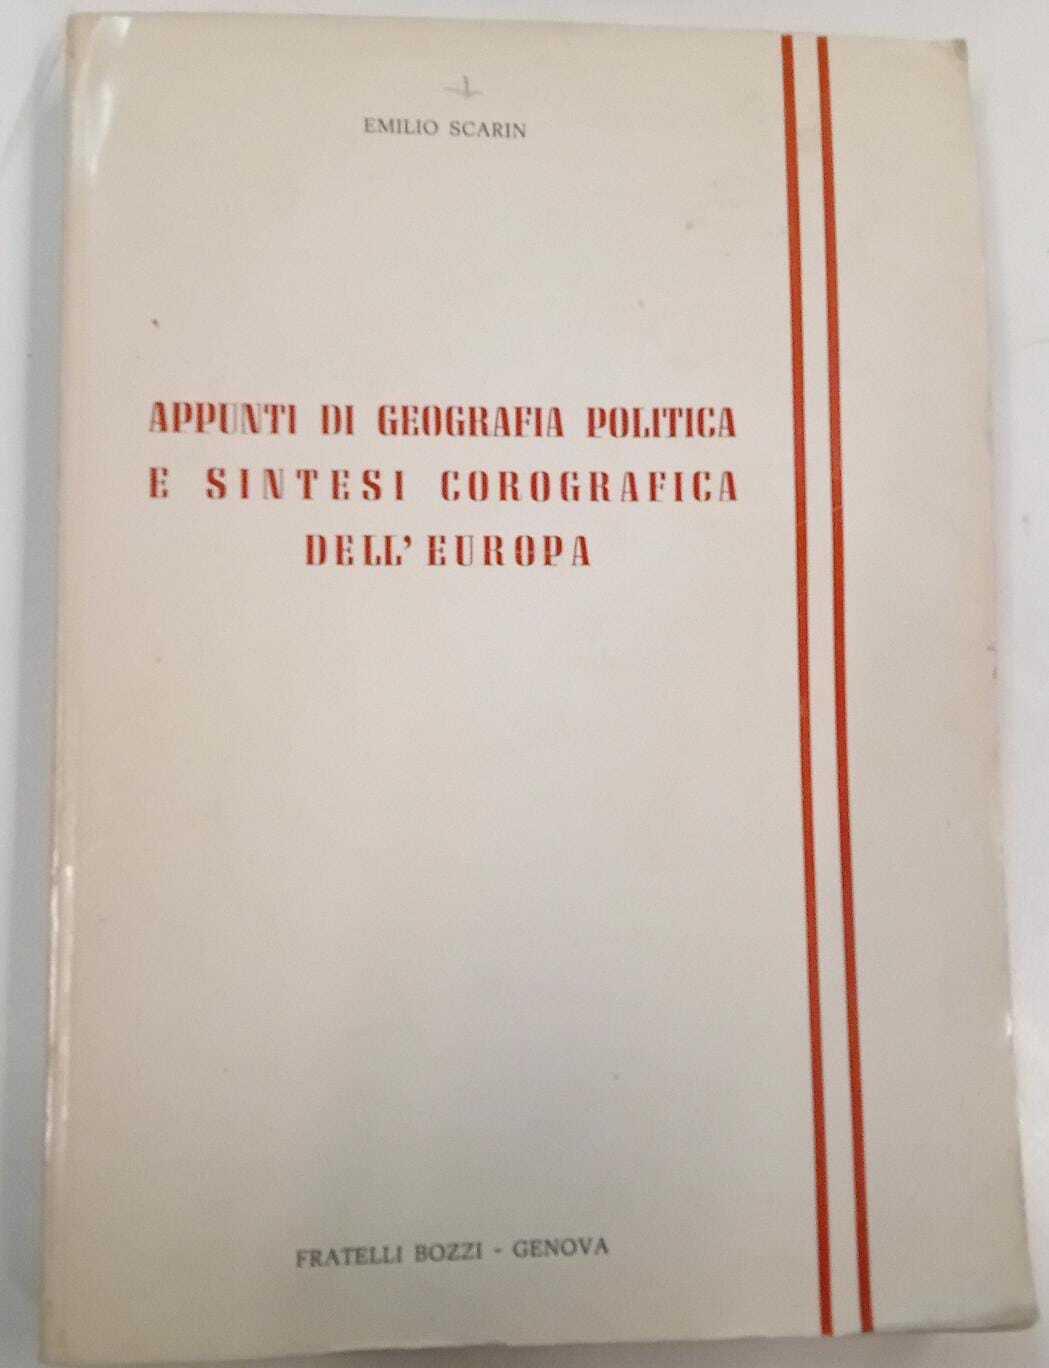 EMILIO SCARIN
APPUNTI DI GEOGRAFIA POLITICA
E SINTESI COROGRAFICA
DELL'EUROPA
FRATELLI BOZZI - GENOVA